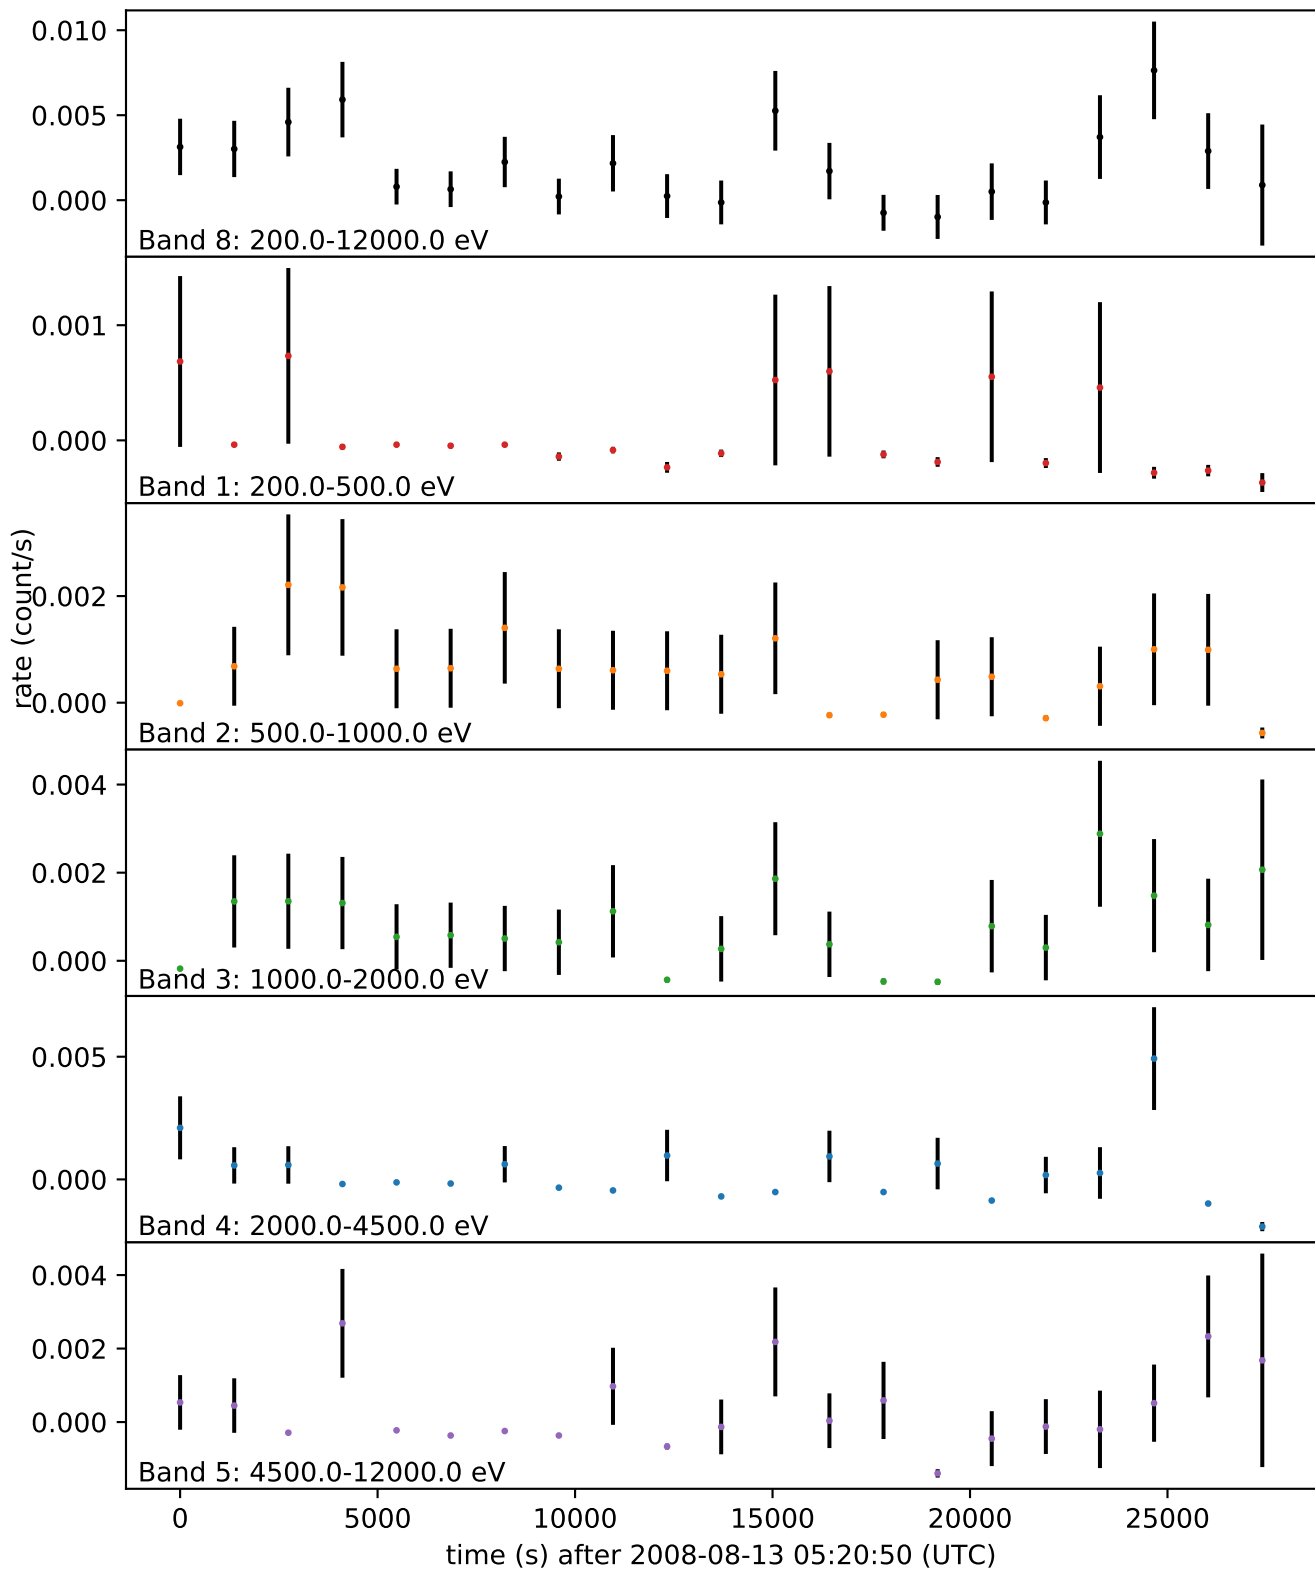 0.010
0.005
0.000
Band 8: 200.0-12000.0 eV
0.001
0.000
Band 1: 200.0-500.0 eV
rate (count/s)
0.002
0.000
Band 2: 500.0-1000.0 eV
0.004
0.002
0.000
Band 3: 1000.0-2000.0 eV
0.005
0.000
Band 4: 2000.0-4500.0 eV
0.004
0.002
0.000
Band 5: 4500.0-12000.0 eV
0 5000 10000 15000 20000 25000
time (s) after 2008-08-13 05:20:50 (UTC)